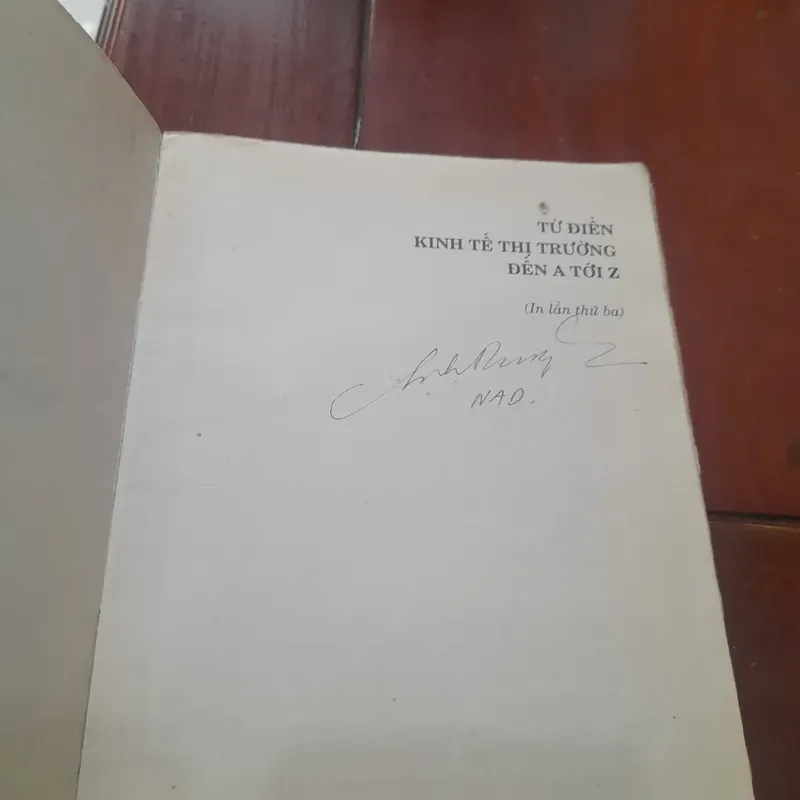 TỪ ĐIỂN
KINH TẾ THỊ TRƯỜNG
ĐẾN A TỚI Z
(In lần thứ ba)
NAD.